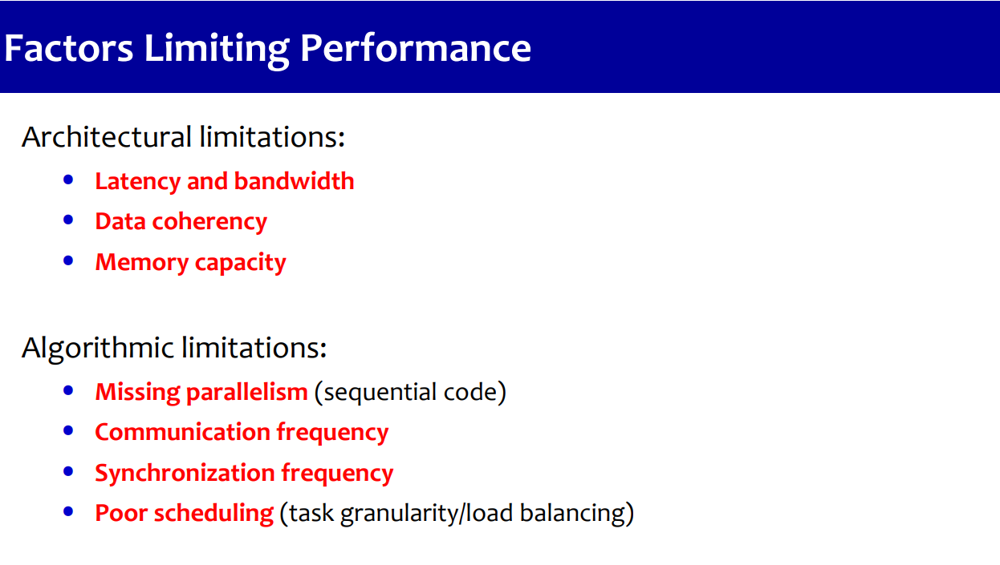 Factors Limiting Performance
Architectural limitations:
• Latency and bandwidth
• Data coherency
• Memory capacity
Algorithmic limitations:
• Missing parallelism (sequential code)
• Communication frequency
• Synchronization frequency
• Poor scheduling (task granularity/load balancing)